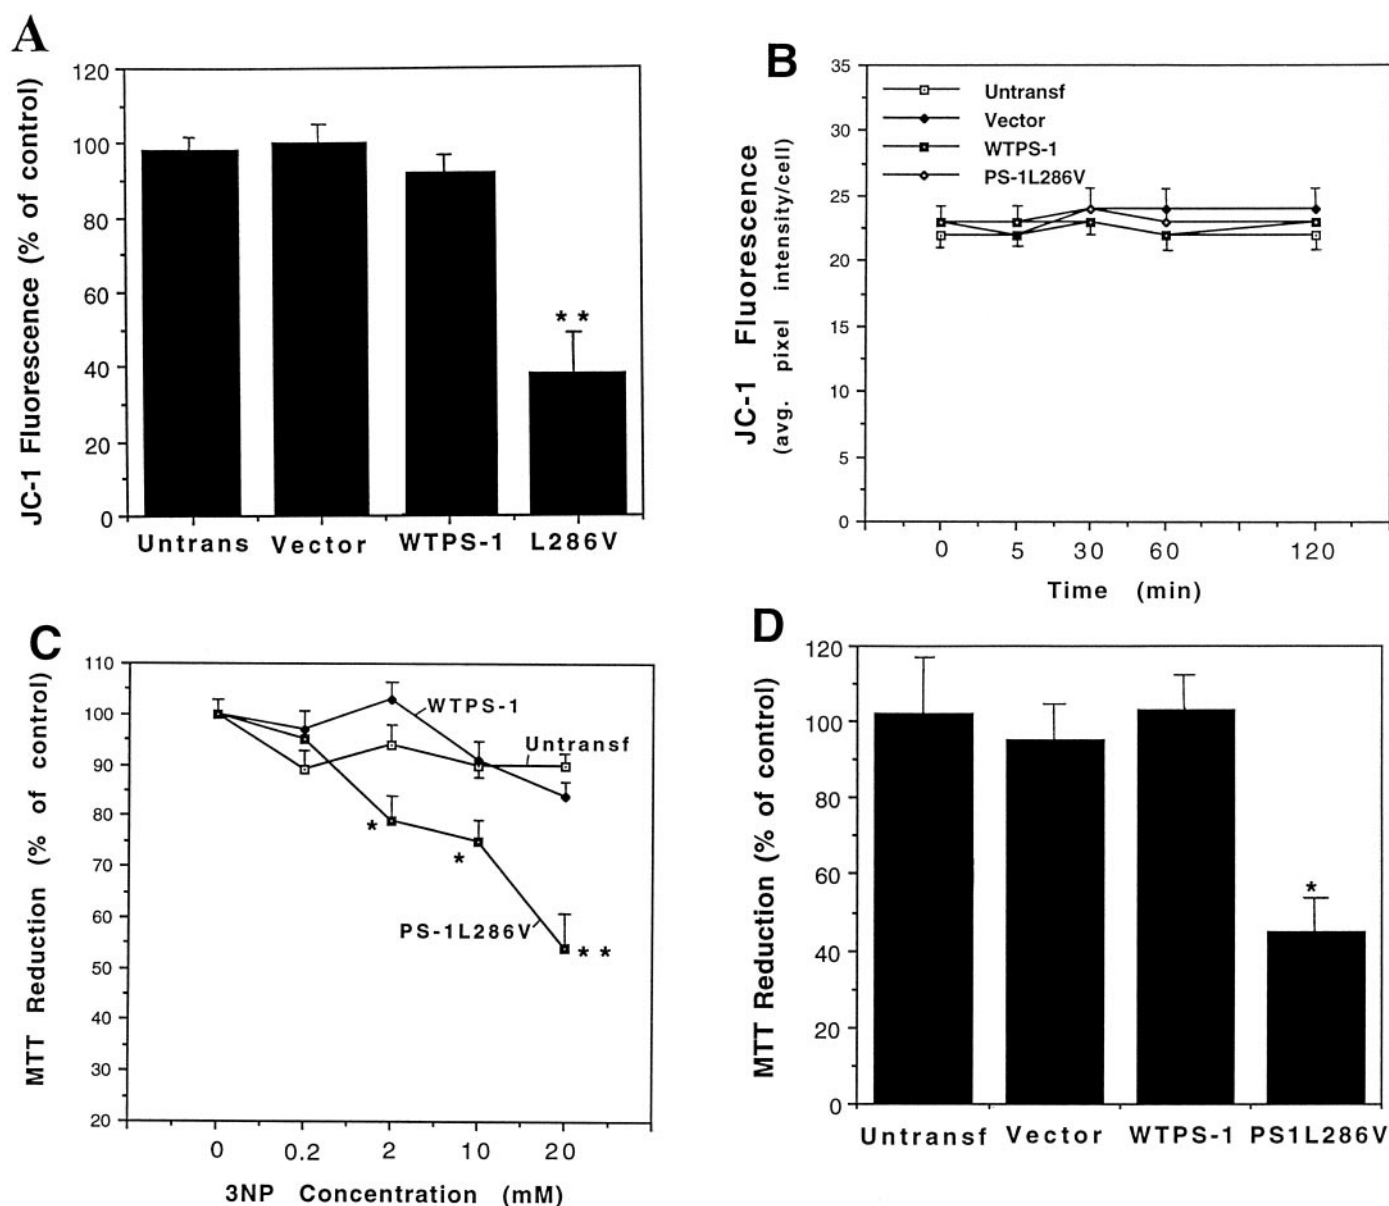 A
JC-1 Fluorescence (% of control)
120
100
80
60
40
20
0
* *
Untrans Vector WTPS-1 L286V
B
JC-1 Fluorescence
(avg. pixel intensity/cell)
35
30
25
20
15
10
5
0
Untransf
Vector
WTPS-1
PS-1L286V
0 5 30 60 120
Time (min)
C
MTT Reduction (% of control)
110
100
90
80
70
60
50
40
30
20
WTPS-1
Untransf
*
*
PS-1L286V
* *
0 0.2 2 10 20
3NP Concentration (mM)
D
MTT Reduction (% of control)
120
100
80
60
40
20
0
*
Untransf Vector WTPS-1 PS1L286V